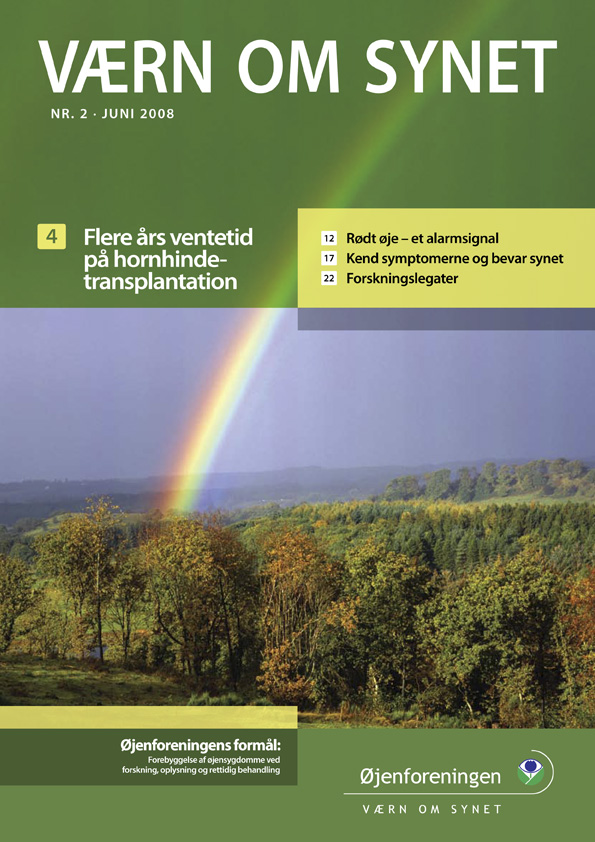 VÆRN OM SYNET
NR. 2 · JUNI 2008
4
Flere års ventetid
på hornhinde-
transplantation
12 Rødt øje – et alarmsignal
17 Kend symptomerne og bevar synet
22 Forskningslegater
Øjenforeningens formål:
Forebyggelse af øjensygdomme ved
forskning, oplysning og rettidig behandling
Øjenforeningen
VÆRN OM SYNET